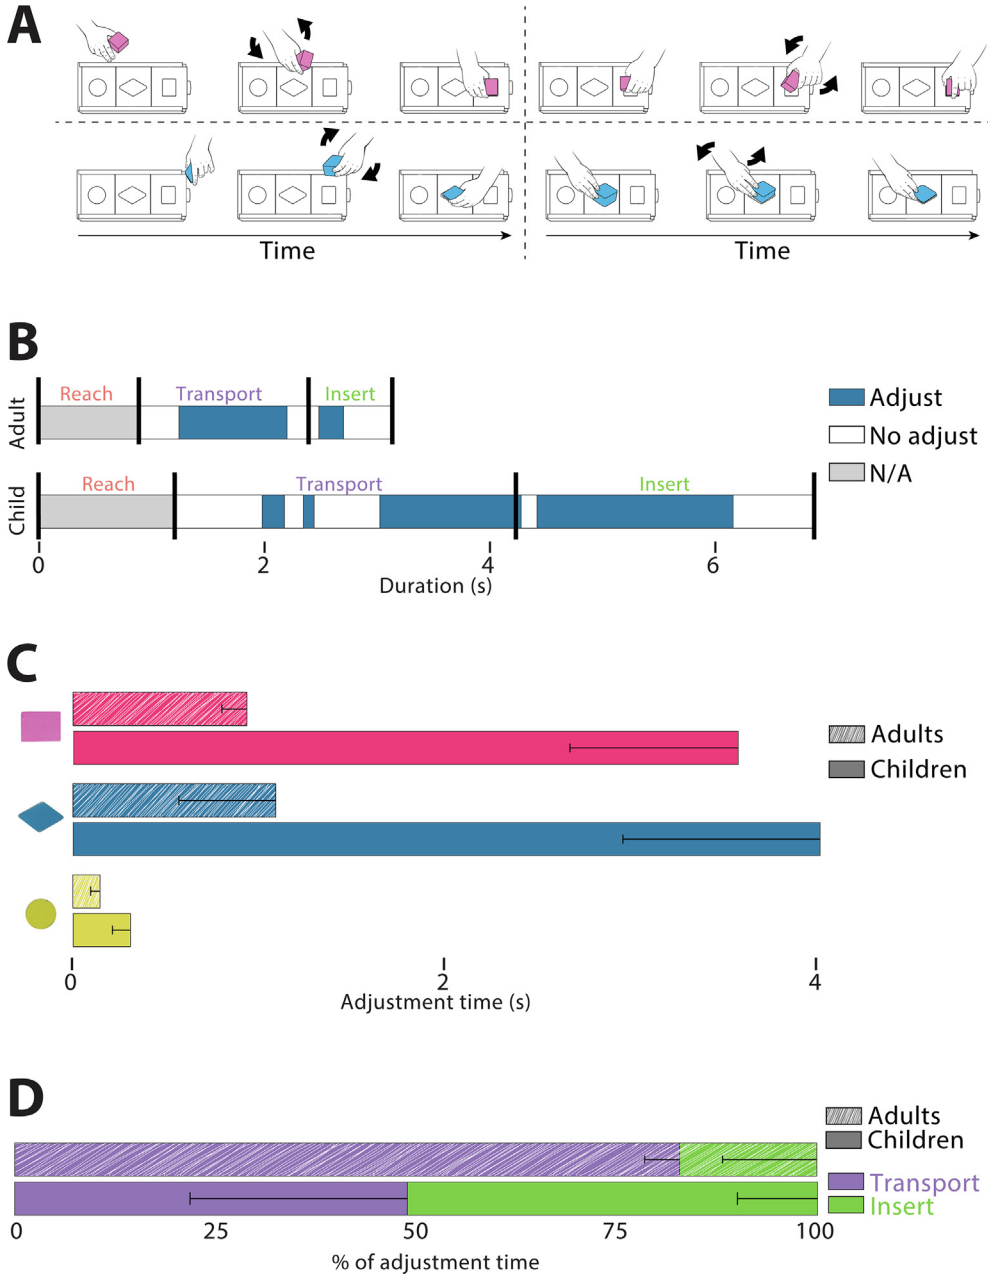 A
Time
Time
B
Adult
Reach
Transport
Insert
Adjust
No adjust
N/A
Child
Reach
Transport
Insert
0
2
4
6
Duration (s)
C
Adults
Children
0
2
4
Adjustment time (s)
D
Adults
Children
Transport
Insert
0
25
50
75
100
% of adjustment time